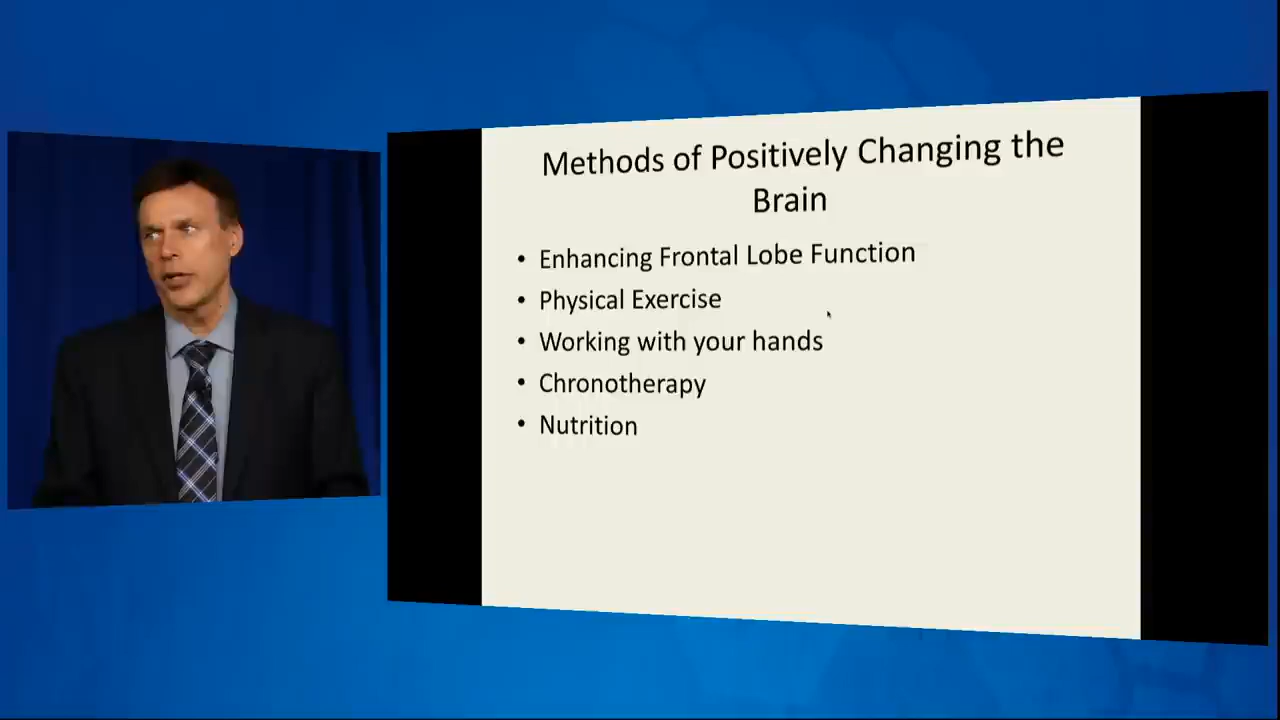 Methods of Positively Changing the
Brain
• Enhancing Frontal Lobe Function
• Physical Exercise
• Working with your hands
• Chronotherapy
• Nutrition